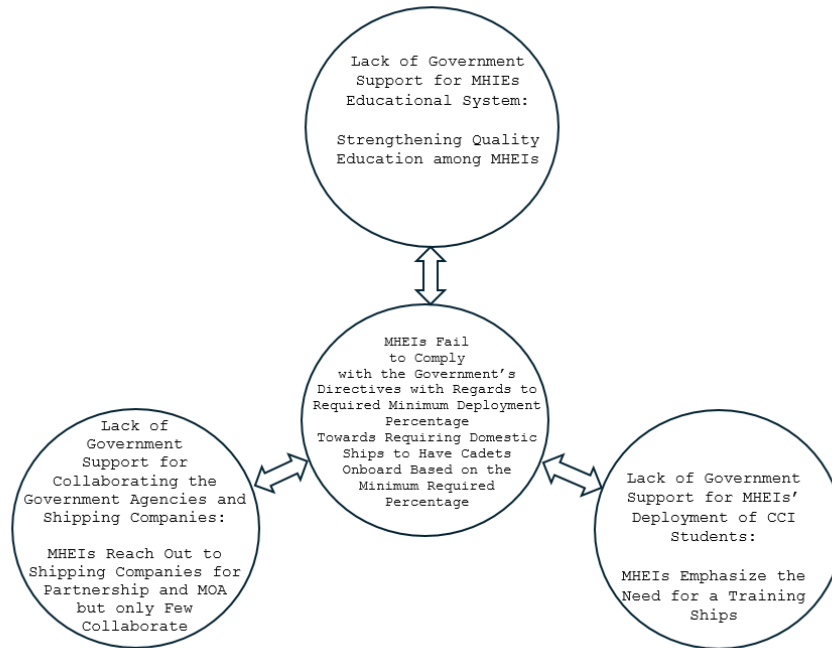 Lack of Government
Support for MHIEs
Educational System:
Strengthening Quality
Education among MHEIs
MHEIs Fail
to Comply
with the Government’s
Directives with Regards to
Required Minimum Deployment
Percentage
Towards Requiring Domestic
Ships to Have Cadets
Onboard Based on the
Minimum Required
Percentage
Lack of
Government
Support for
Collaborating the
Government Agencies and
Shipping Companies:
MHEIs Reach Out to
Shipping Companies for
Partnership and MOA
but only Few
Collaborate
Lack of Government
Support for MHEIs’
Deployment of CCI
Students:
MHEIs Emphasize the
Need for a Training
Ships